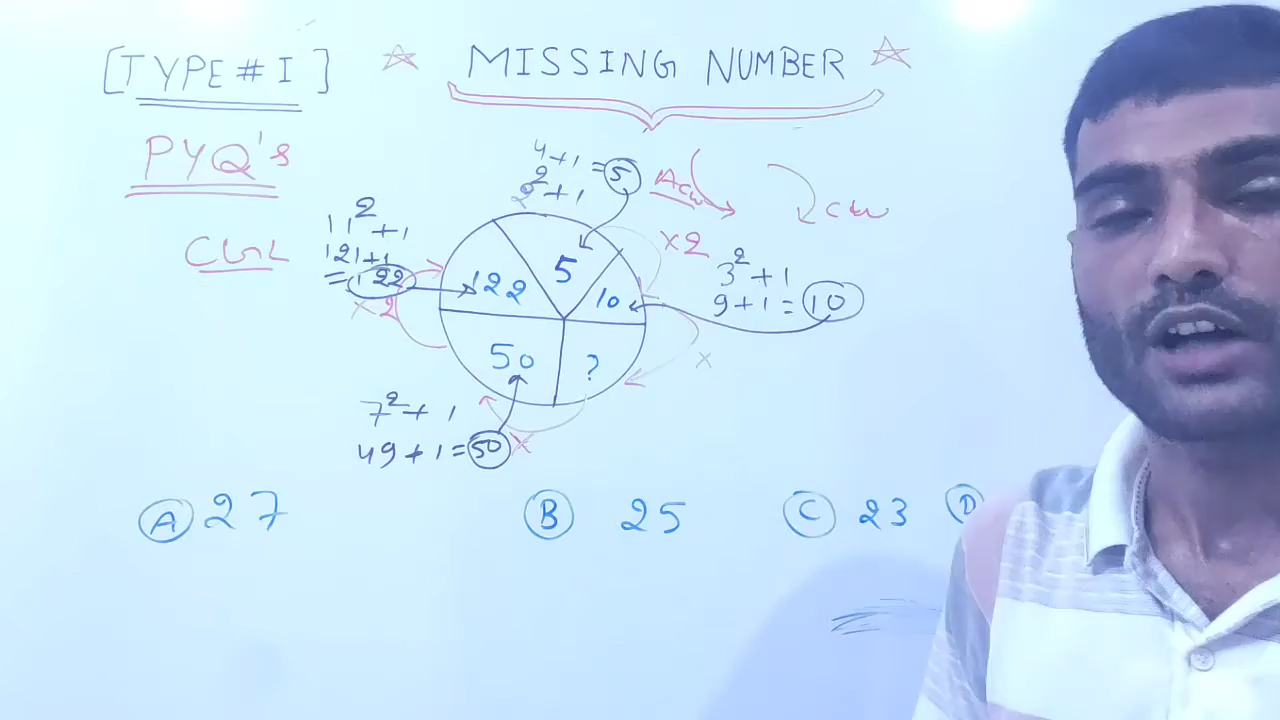 [TYPE # I]
MISSING NUMBER
PYQ's
4+1=5
2²+1
Acw
cw
×2
11²+1
121+1
=122
×2
3²+1
9+1=10
122
5
10
50
?
×
7²+1
49+1=50
×
(A) 27
(B) 25
(C) 23
(D)